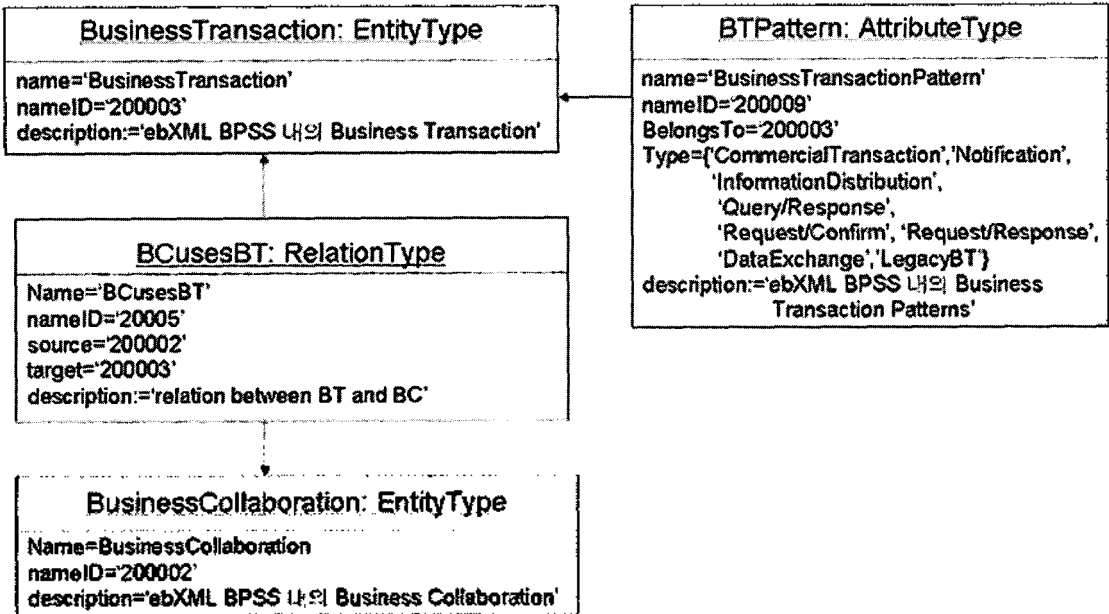 BusinessTransaction: EntityType
name='BusinessTransaction'
nameID='200003'
description:='ebXML BPSS 내의 Business Transaction'
BTPattern: AttributeType
name='BusinessTransactionPattern'
nameID='200009'
BelongsTo='200003'
Type={'CommercialTransaction','Notification',
'InformationDistribution',
'Query/Response',
'Request/Confirm', 'Request/Response',
'DataExchange','LegacyBT'}
description:='ebXML BPSS 내의 Business
Transaction Patterns'
BCusesBT: RelationType
Name='BCusesBT'
nameID='20005'
source='200002'
target='200003'
description:='relation between BT and BC'
BusinessCollaboration: EntityType
Name=BusinessCollaboration
nameID='200002'
description='ebXML BPSS 내의 Business Collaboration'